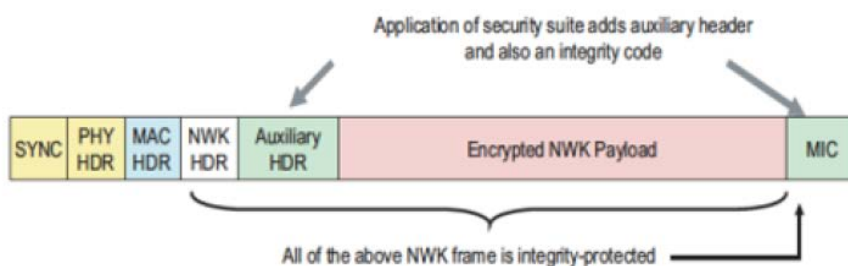 Application of security suite adds auxiliary header
and also an integrity code
SYNC
PHY
HDR
MAC
HDR
NWK
HDR
Auxiliary
HDR
Encrypted NWK Payload
MIC
All of the above NWK frame is integrity-protected